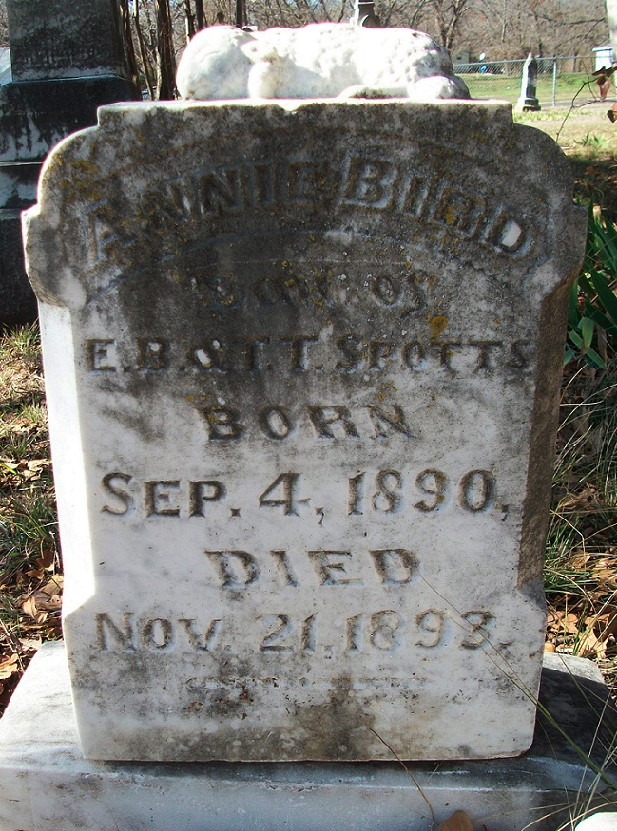 ANNIE BIRD
DAU. OF
E.B. & T.T. SPOTTS
BORN
SEP. 4, 1890,
DIED
NOV. 21, 1893.